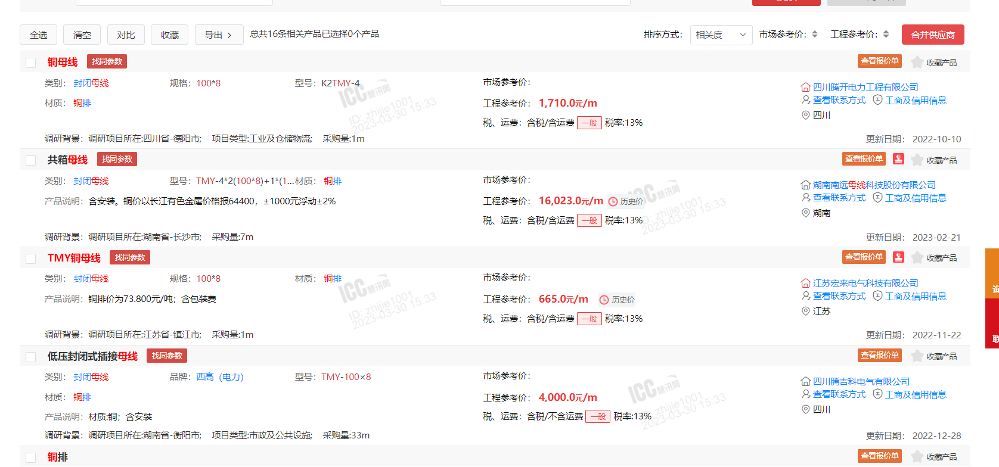 全选 清空 对比 收藏 导出 > 总共16条相关产品已选择0个产品 排序方式： 相关度 市场参考价： 工程参考价： 合并供应商
铜母线 找同参数 查看报价单 收藏产品
类别： 封闭母线 规格： 100*8 型号： K2TMY-4 市场参考价：
四川腾开电力工程有限公司
材质： 铜排 工程参考价： 1,710.0元/m 查看联系方式 工商及信用信息
税、运费： 含税/含运费 一般 税率:13% 四川
调研背景： 调研项目所在:四川省-德阳市; 项目类型:工业及仓储物流; 采购量:1m 更新日期： 2022-10-10
ICC慧讯网
ID: zhijie1001
2023-03-30 15:33
共箱母线 找同参数 查看报价单 收藏产品
类别： 封闭母线 型号： TMY-4*2(100*8)+1*(1... 材质： 铜排 市场参考价：
湖南南远母线科技股份有限公司
产品说明： 含安装。铜价以长江有色金属价格报64400，±1000元浮动±2% 工程参考价： 16,023.0元/m 历史价 查看联系方式 工商及信用信息
税、运费： 含税/含运费 一般 税率:13% 湖南
调研背景： 调研项目所在:湖南省-长沙市; 采购量:7m 更新日期： 2023-02-21
ICC慧讯网
ID: zhijie1001
2023-03-30 15:33
TMY铜母线 找同参数 查看报价单 收藏产品
类别： 封闭母线 规格： 100*8 材质： 铜排 市场参考价：
江苏宏来电气科技有限公司
产品说明： 铜排价为73.800元/吨；含包装费 工程参考价： 665.0元/m 历史价 查看联系方式 工商及信用信息
税、运费： 含税/含运费 一般 税率:13% 江苏
调研背景： 调研项目所在:江苏省-镇江市; 采购量:1m 更新日期： 2022-11-22
ICC慧讯网
ID: zhijie1001
2023-03-30 15:33
低压封闭式插接母线 找同参数 查看报价单 收藏产品
类别： 封闭母线 品牌： 西高（电力） 型号： TMY-100×8 市场参考价：
四川腾吉科电气有限公司
材质： 铜排 工程参考价： 4,000.0元/m 查看联系方式 工商及信用信息
产品说明： 材质:铜；含安装 税、运费： 含税/不含运费 一般 税率:13% 四川
调研背景： 调研项目所在:湖南省-衡阳市; 项目类型:市政及公共设施; 采购量:33m 更新日期： 2022-12-28
ICC慧讯网
zhijie1001
2023-03-30 15:33
铜排 查看报价单 收藏产品